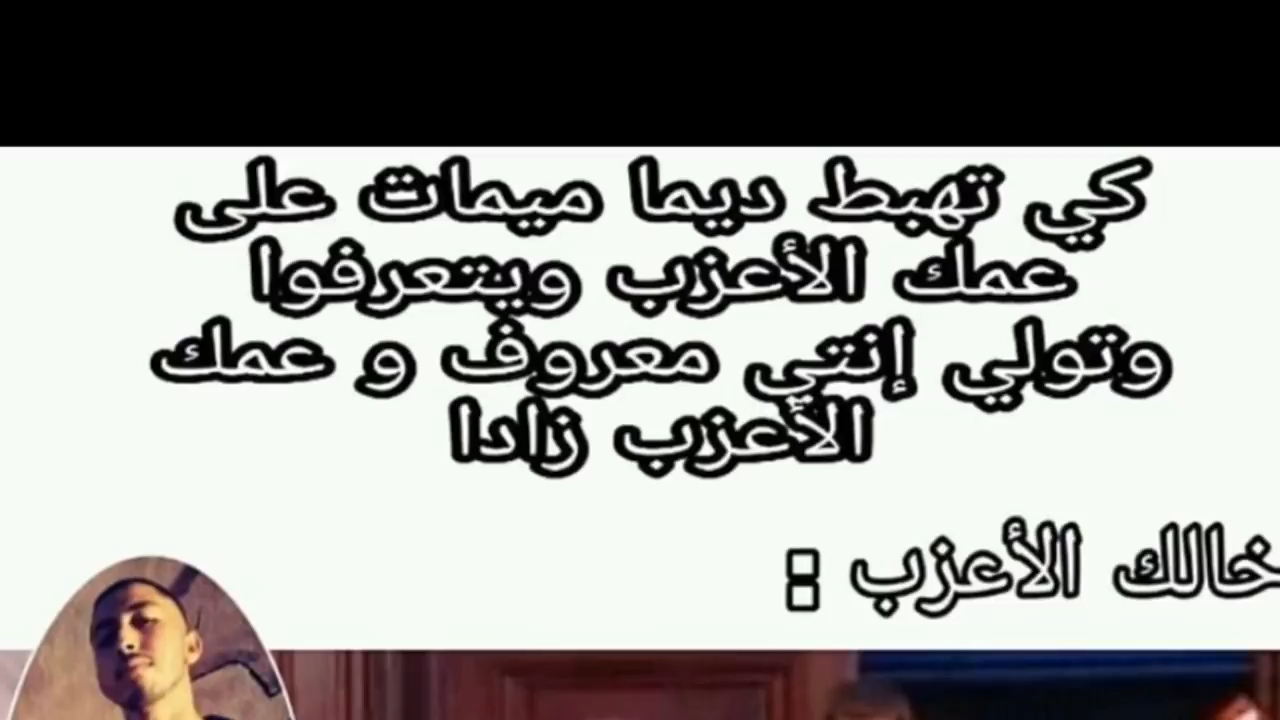 كي تهبط ديما ميمات على
عمك الأعزب ويتعرفوا
وتولي إنتي معروف و عمك
الأعزب زادا
خالك الأعزب :